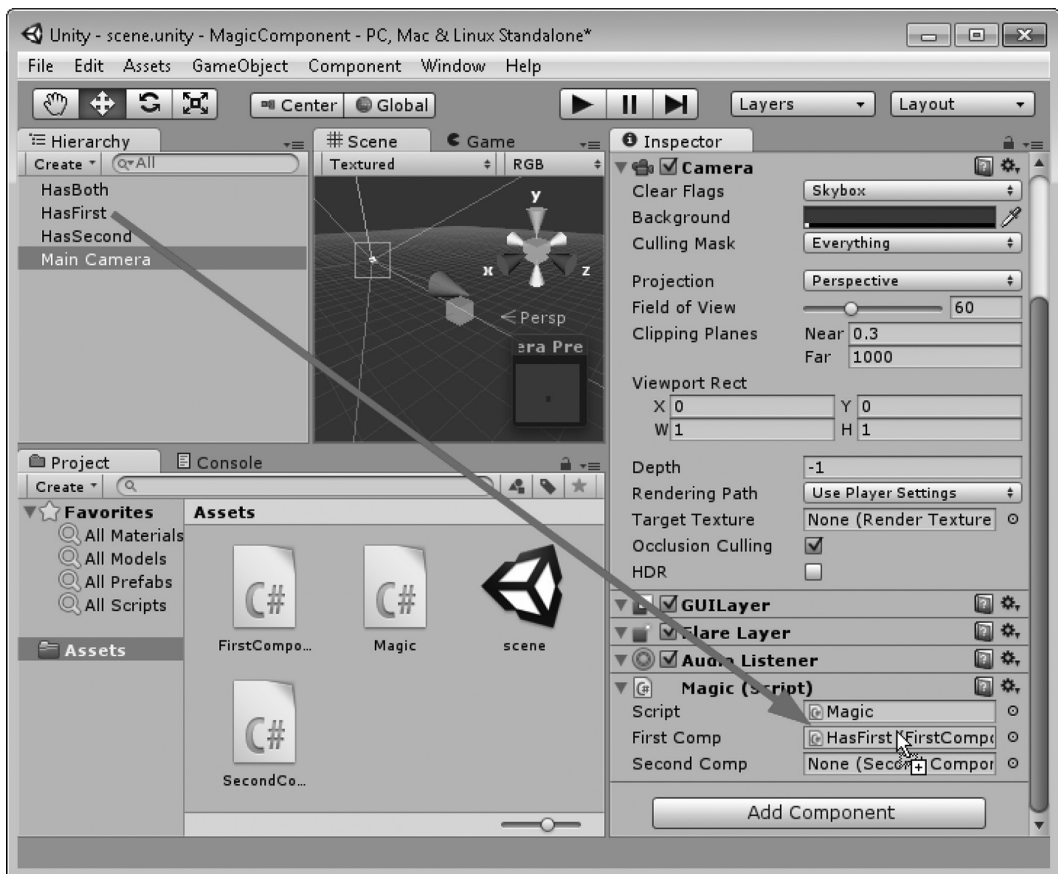 Unity - scene.unity - MagicComponent - PC, Mac & Linux Standalone*
File Edit Assets GameObject Component Window Help
Center Global Layers Layout
Hierarchy
Create All
HasBoth
HasFirst
HasSecond
Main Camera
Scene Game
Textured RGB
y
x z
Persp
era Pre
Inspector
Camera
Clear Flags Skybox
Background
Culling Mask Everything
Projection Perspective
Field of View 60
Clipping Planes Near 0.3
Far 1000
Viewport Rect
X 0 Y 0
W 1 H 1
Depth -1
Rendering Path Use Player Settings
Target Texture None (Render Texture
Occlusion Culling
HDR
GUILayer
Flare Layer
Audio Listener
Magic (Script)
Script Magic
First Comp HasFirst (FirstCompo
Second Comp None (Second Compor
Add Component
Project Console
Create
Favorites
All Materials
All Models
All Prefabs
All Scripts
Assets
Assets
C# C#
FirstCompo... Magic scene
C#
SecondCo...